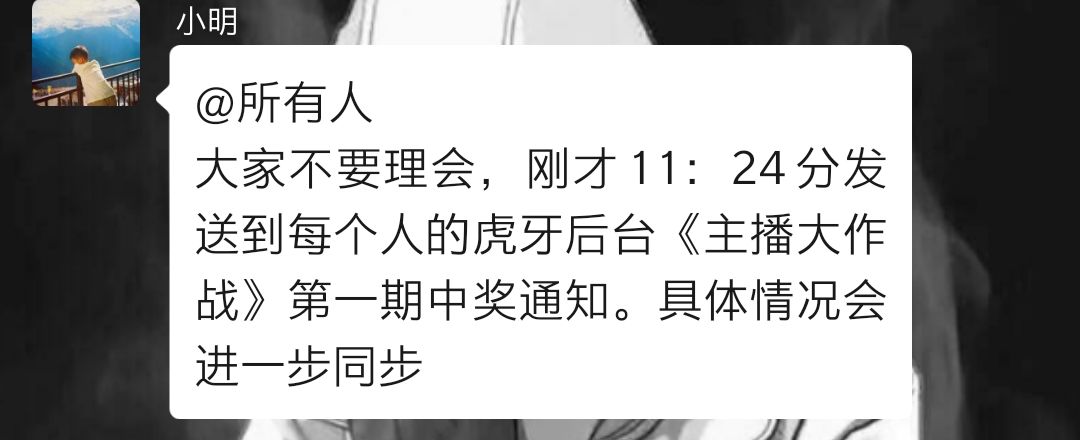 小明
@所有人
大家不要理会，刚才 11：24 分发
送到每个人的虎牙后台《主播大作
战》第一期中奖通知。具体情况会
进一步同步